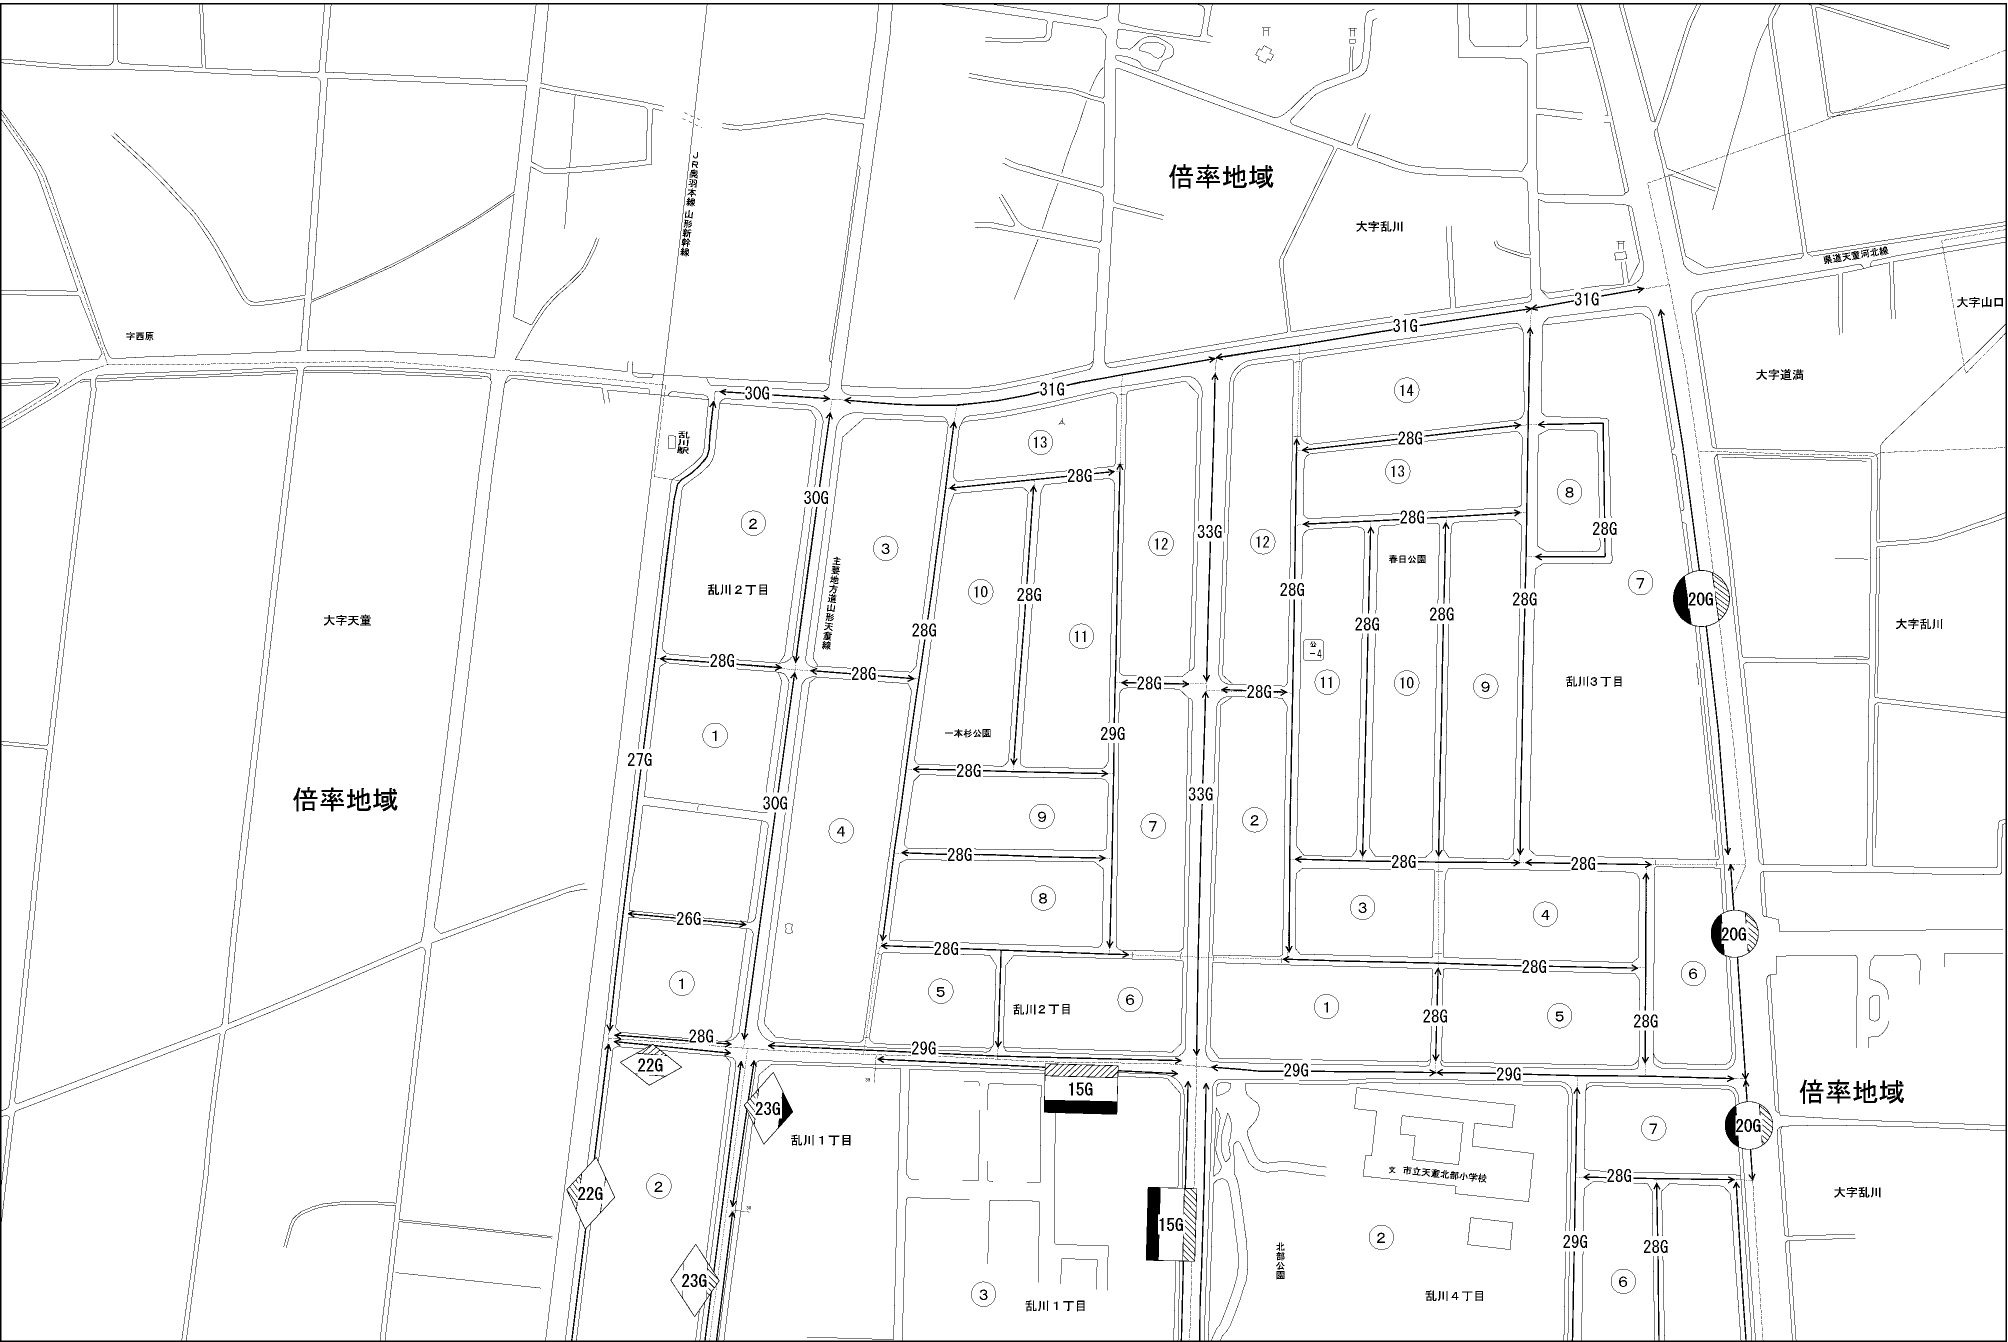 倍率地域
大字乱川
県道天童河北線
大字山口
字西原
JR奥羽本線 山形新幹線
31G
31G
31G
30G
大字道満
14
28G
13
28G
13
28G
乱川駅
30G
2
3
12
33G
12
28G
8
28G
10
28G
11
春日公園
7
20G
大字天童
乱川2丁目
主要地方道山形天童線
28G
28G
28G
28G
28G
大字乱川
公
-4
28G
28G
28G
28G
11
10
9
乱川3丁目
1
一本杉公園
29G
27G
28G
33G
倍率地域
30G
4
9
7
2
28G
28G
28G
26G
8
3
4
20G
28G
28G
1
5
乱川2丁目
6
1
28G
5
28G
6
28G
29G
22G
29G
29G
15G
倍率地域
23G
乱川1丁目
7
20G
2
22G
文 市立天童北部小学校
28G
大字乱川
15G
2
29G
28G
北部公園
23G
3
乱川1丁目
乱川4丁目
6